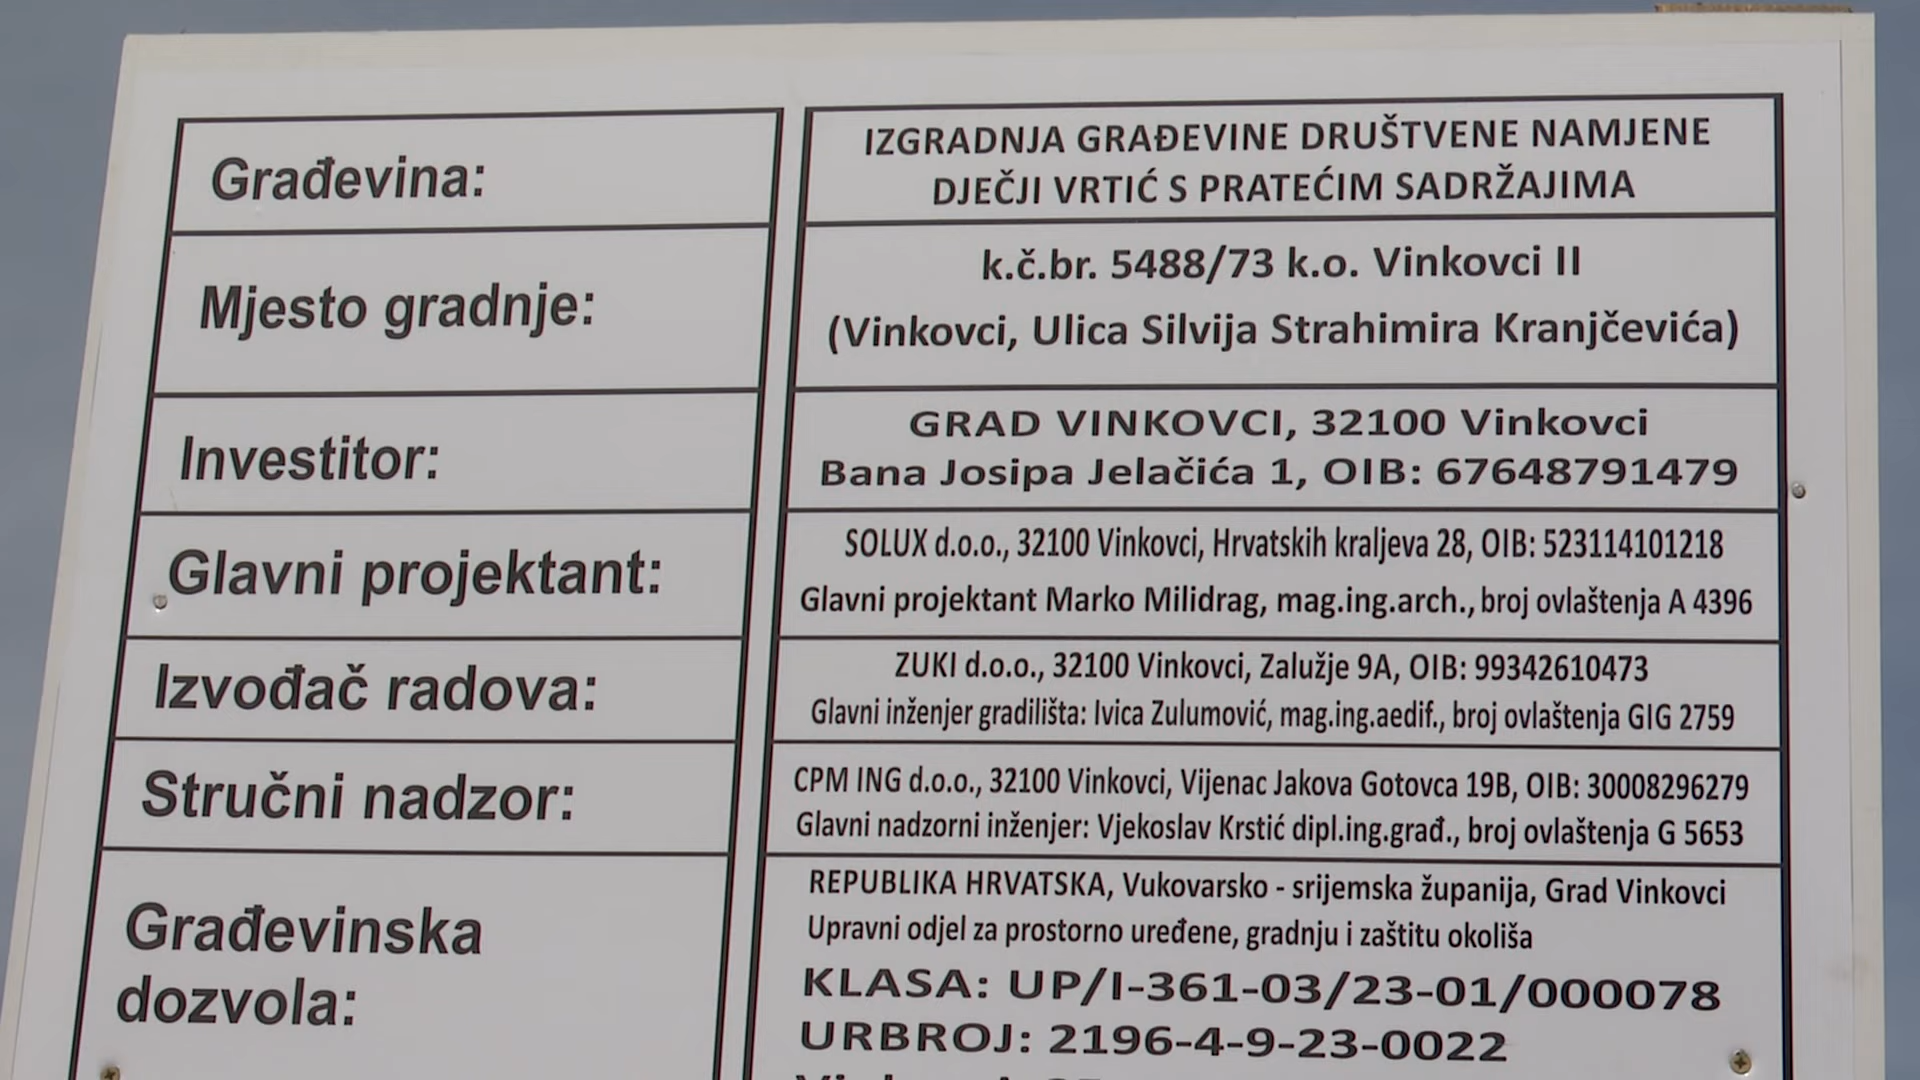 Građevina:
IZGRADNJA GRAĐEVINE DRUŠTVENE NAMJENE
DJEČJI VRTIĆ S PRATEĆIM SADRŽAJIMA
Mjesto gradnje:
k.č.br. 5488/73 k.o. Vinkovci II
(Vinkovci, Ulica Silvija Strahimira Kranjčevića)
Investitor:
GRAD VINKOVCI, 32100 Vinkovci
Bana Josipa Jelačića 1, OIB: 67648791479
Glavni projektant:
SOLUX d.o.o., 32100 Vinkovci, Hrvatskih kraljeva 28, OIB: 523114101218
Glavni projektant Marko Milidrag, mag.ing.arch., broj ovlaštenja A 4396
Izvođač radova:
ZUKI d.o.o., 32100 Vinkovci, Zalužje 9A, OIB: 99342610473
Glavni inženjer gradilišta: Ivica Zulumović, mag.ing.aedif., broj ovlaštenja GIG 2759
Stručni nadzor:
CPM ING d.o.o., 32100 Vinkovci, Vijenac Jakova Gotovca 19B, OIB: 30008296279
Glavni nadzorni inženjer: Vjekoslav Krstić dipl.ing.građ., broj ovlaštenja G 5653
Građevinska
dozvola:
REPUBLIKA HRVATSKA, Vukovarsko - srijemska županija, Grad Vinkovci
Upravni odjel za prostorno uređene, gradnju i zaštitu okoliša
KLASA: UP/I-361-03/23-01/000078
URBROJ: 2196-4-9-23-0022